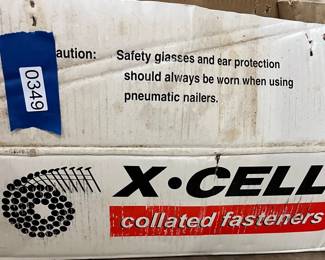 0349
aution: Safety glasses and ear protection
should always be worn when using
pneumatic nailers.
X•CELL
collated fasteners